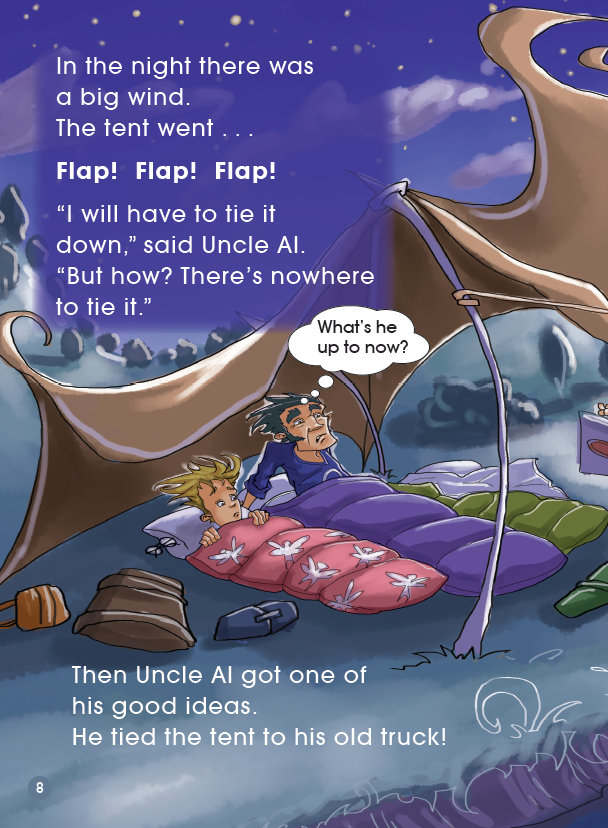 In the night there was
a big wind.
The tent went . . .
Flap!  Flap!  Flap!
“I will have to tie it
down,” said Uncle Al.
“But how? There’s nowhere
to tie it.”
What’s he
up to now?
Then Uncle Al got one of
his good ideas.
He tied the tent to his old truck!
8